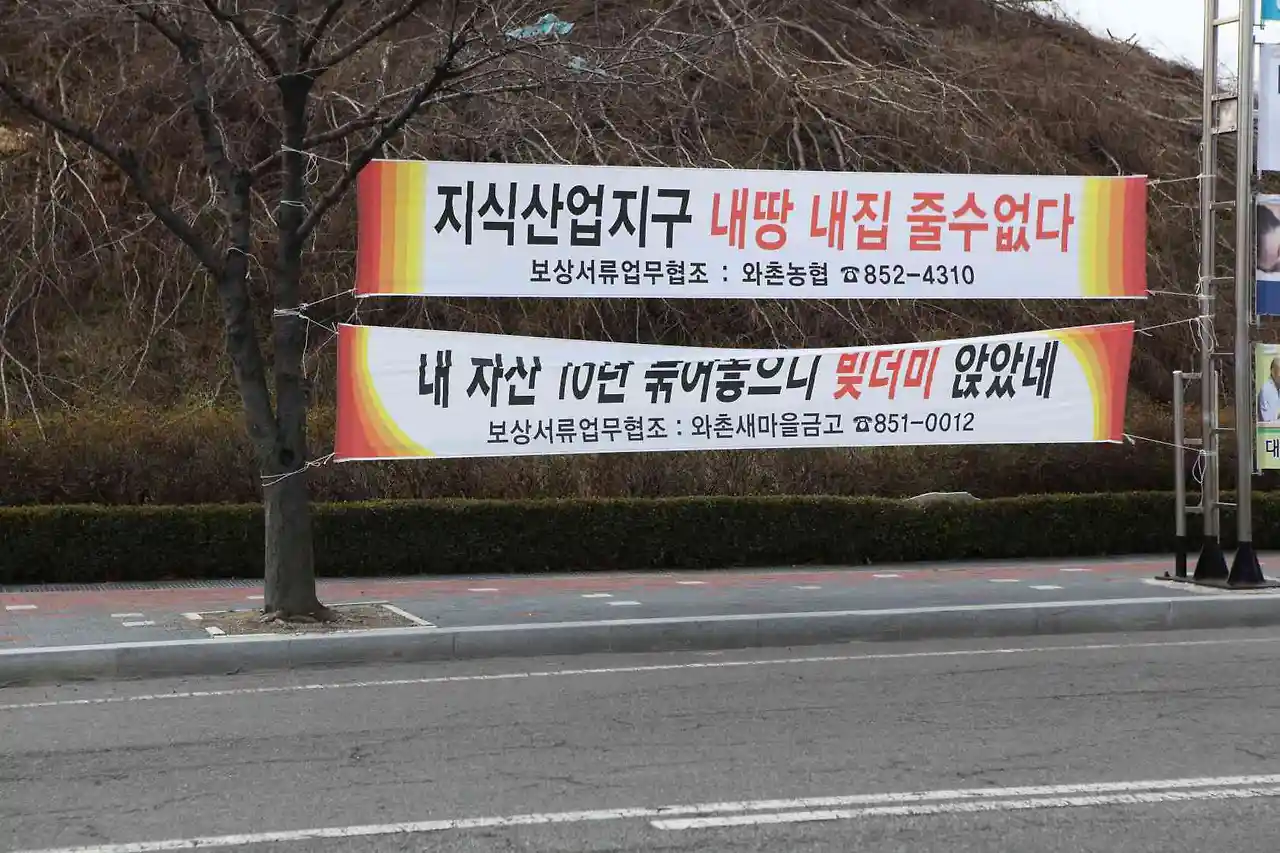 지식산업지구 내땅 내집 줄수없다
보상서류업무협조 : 와촌농협 ☎852-4310
내 자산 10년 묶어놓으니 빚더미 앉았네
보상서류업무협조 : 와촌새마을금고 ☎851-0012
대